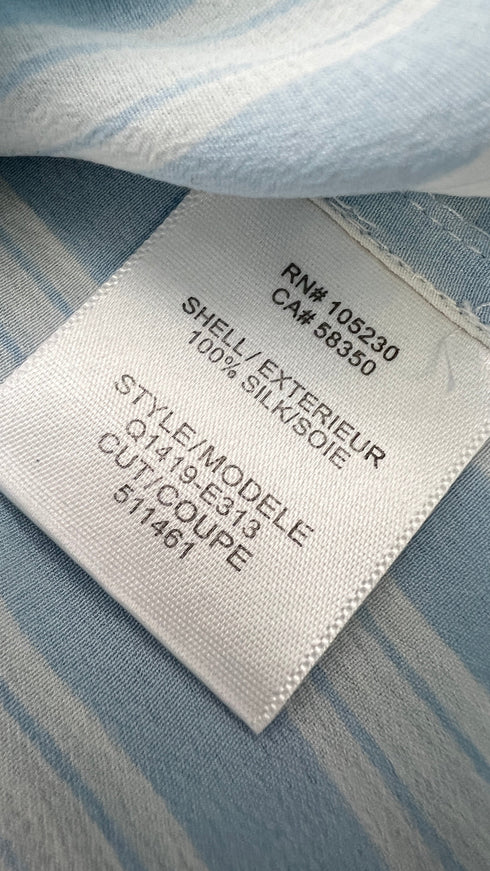 RN# 105230
CA# 58350
SHELL / EXTERIEUR
100% SILK/SOIE
STYLE/MODELE
Q1419-E313
CUT/COUPE
511461